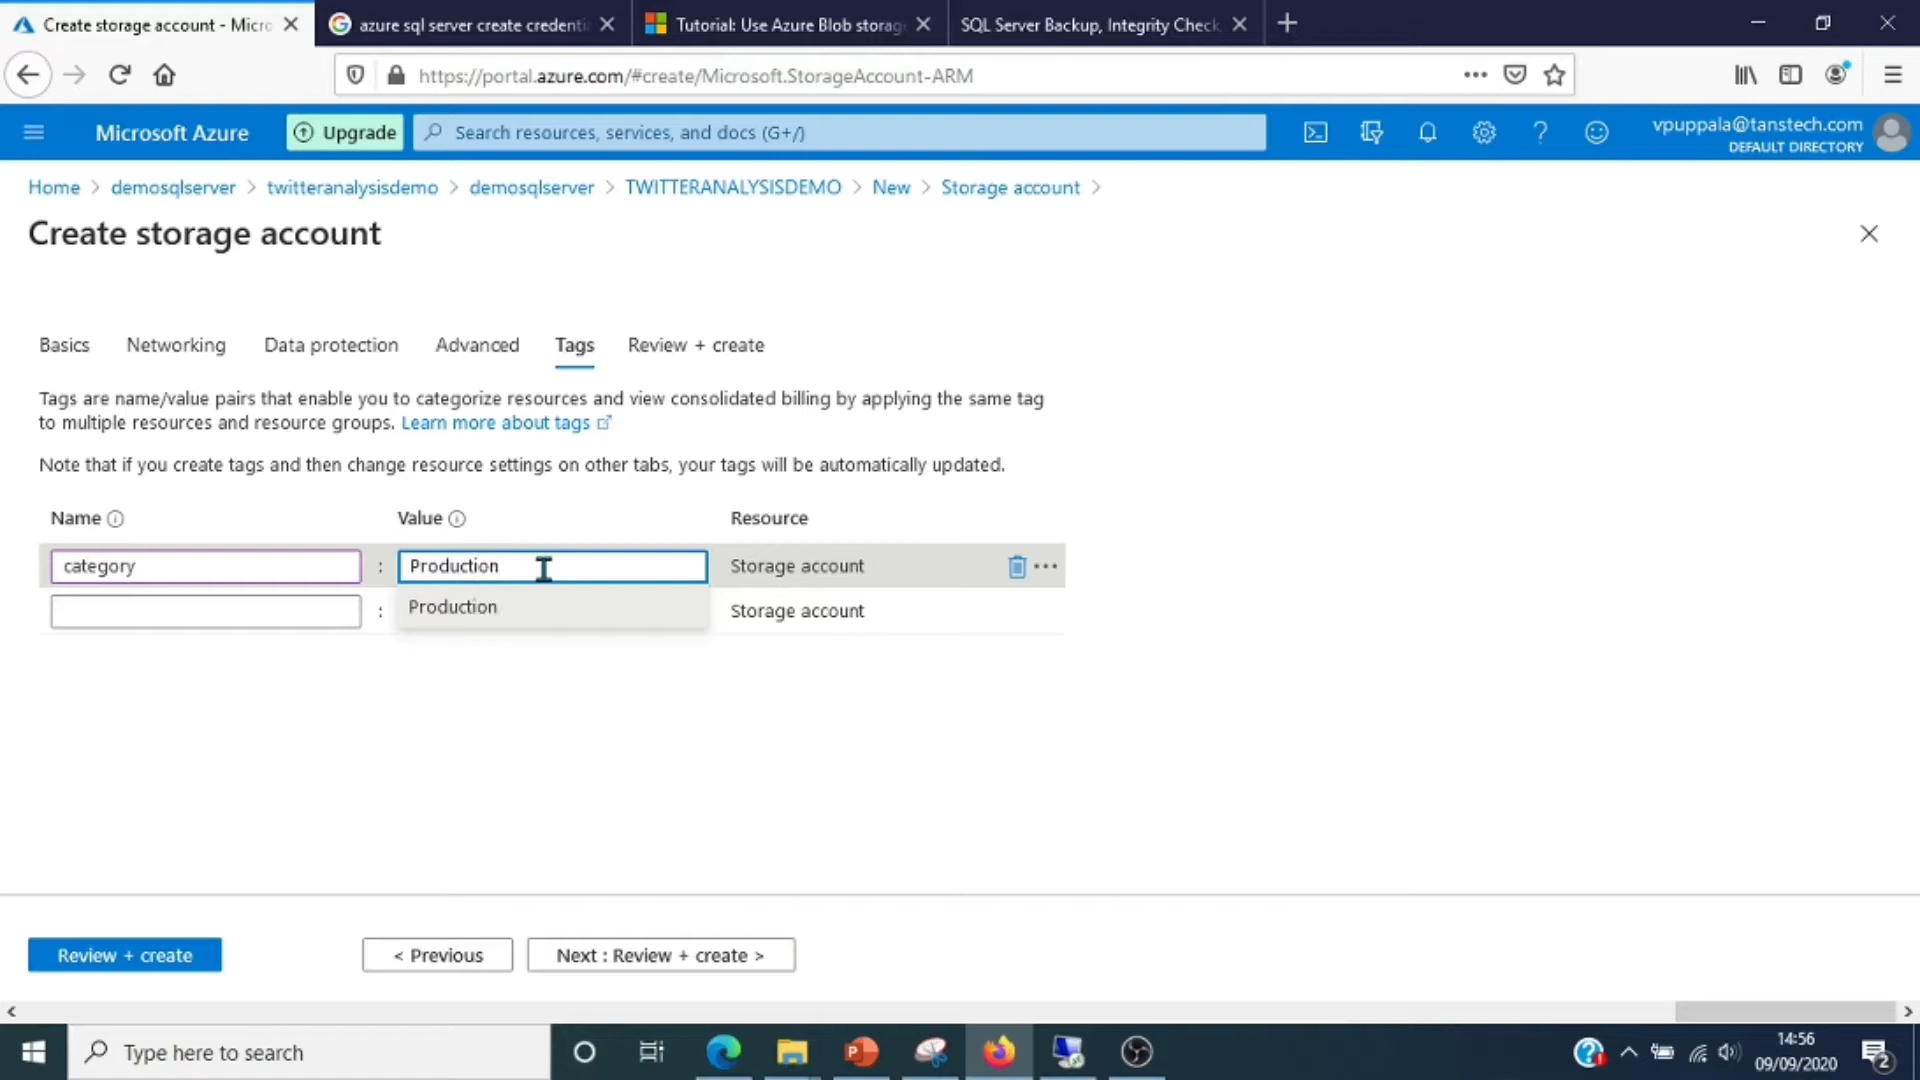 Create storage account - Micro
azure sql server create credenti
Tutorial: Use Azure Blob storag
SQL Server Backup, Integrity Check
https://portal.azure.com/#create/Microsoft.StorageAccount-ARM
Microsoft Azure
Upgrade
Search resources, services, and docs (G+/)
vpuppala@tanstech.com
DEFAULT DIRECTORY
Home > demosqlserver > twitteranalysisdemo > demosqlserver > TWITTERANALYSISDEMO > New > Storage account >
Create storage account
Basics Networking Data protection Advanced Tags Review + create
Tags are name/value pairs that enable you to categorize resources and view consolidated billing by applying the same tag
to multiple resources and resource groups. Learn more about tags
Note that if you create tags and then change resource settings on other tabs, your tags will be automatically updated.
Name Value Resource
category : Production Storage account
: Production Storage account
Review + create < Previous Next : Review + create >
Type here to search
14:56
09/09/2020
2